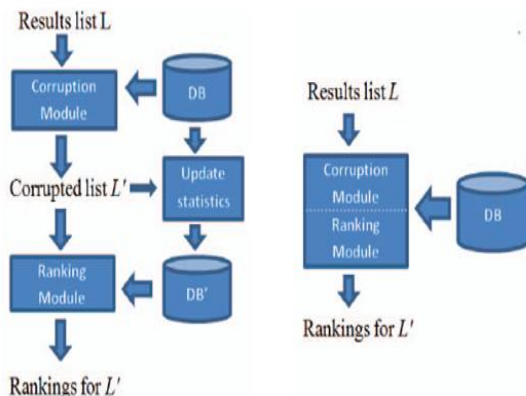 Results list L
Corruption
Module
DB
Corrupted list L'
Update
statistics
Ranking
Module
DB'
Rankings for L'
Results list L
Corruption
Module
Ranking
Module
DB
Rankings for L'